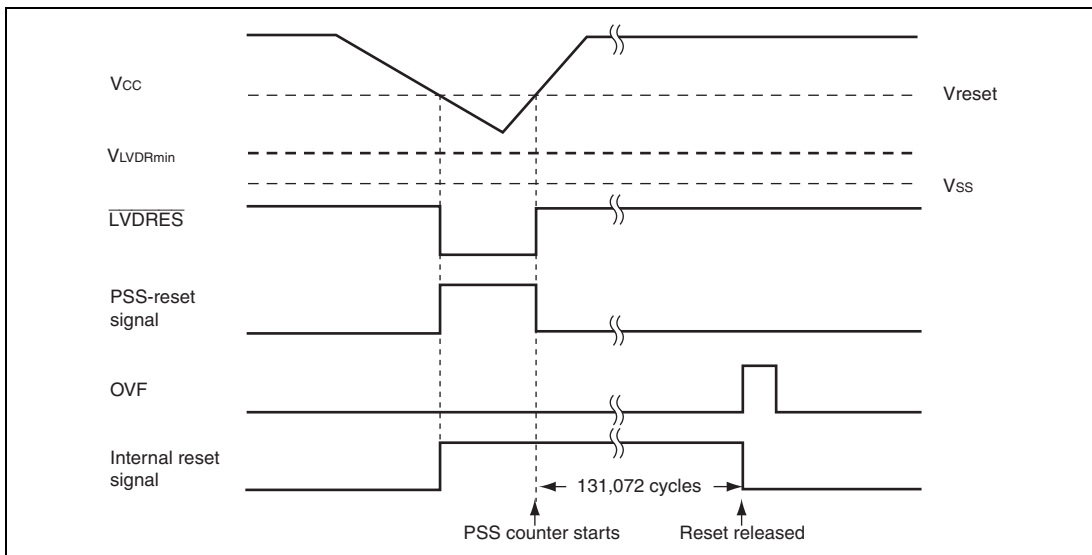 VCC
Vreset
VLVDRmin
VSS
LVDRES
PSS-reset
signal
OVF
Internal reset
signal
131,072 cycles
PSS counter starts
Reset released